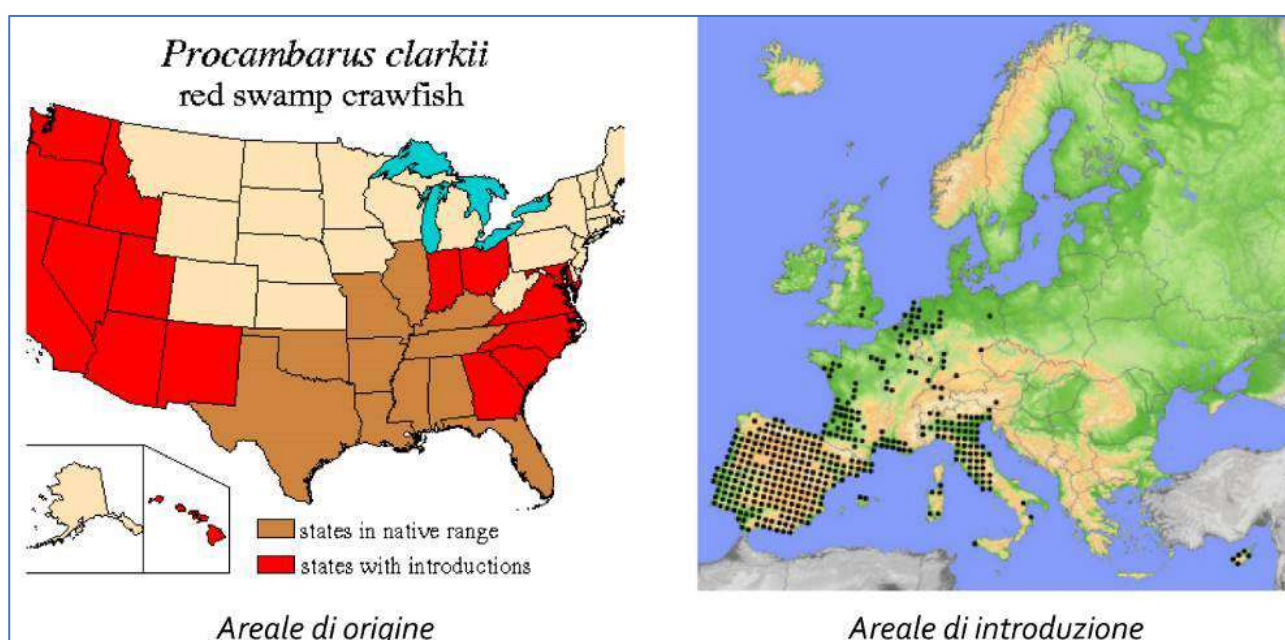 Procambarus clarkii
red swamp crawfish
states in native range
states with introductions
Areale di origine
Areale di introduzione